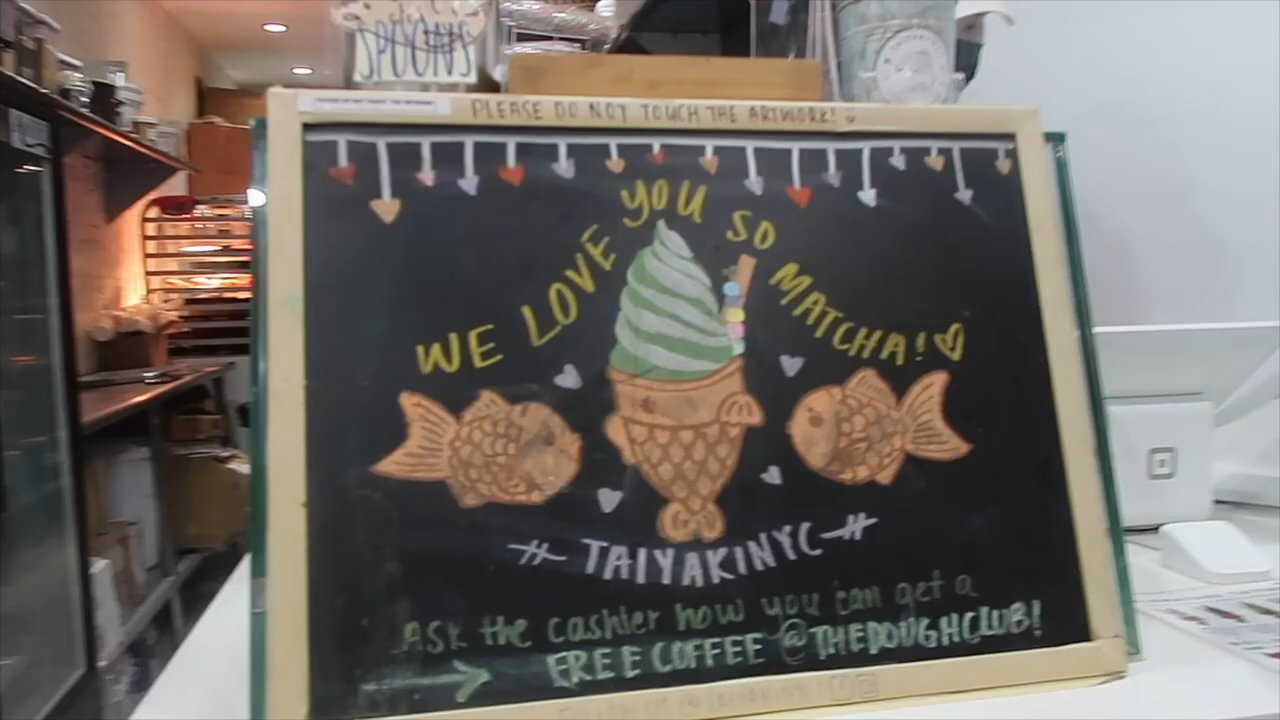 SPOONS
PLEASE DO NOT TOUCH THE ARTWORK!
WE LOVE YOU SO MATCHA!
# TAIYAKINYC #
Ask the cashier how you can get a
FREE COFFEE @THEDOUGHCLUB!